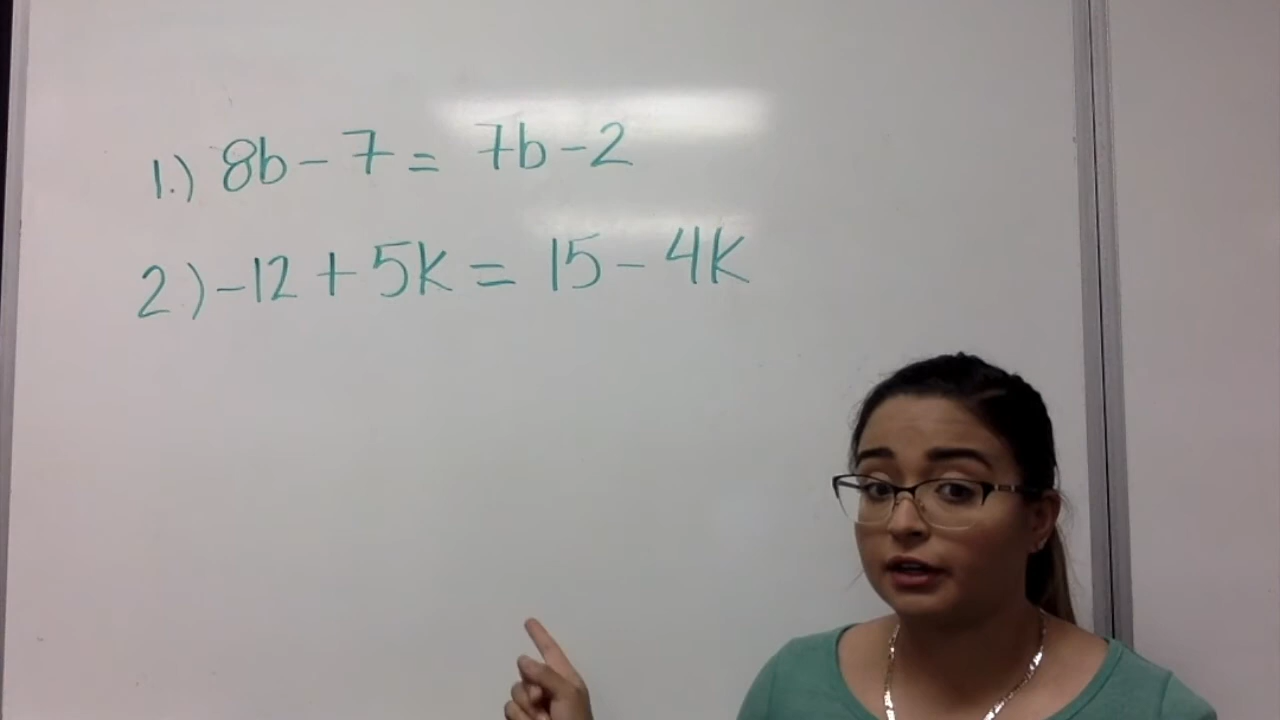 1.) 8b - 7 = 7b - 2
2.) -12 + 5k = 15 - 4k